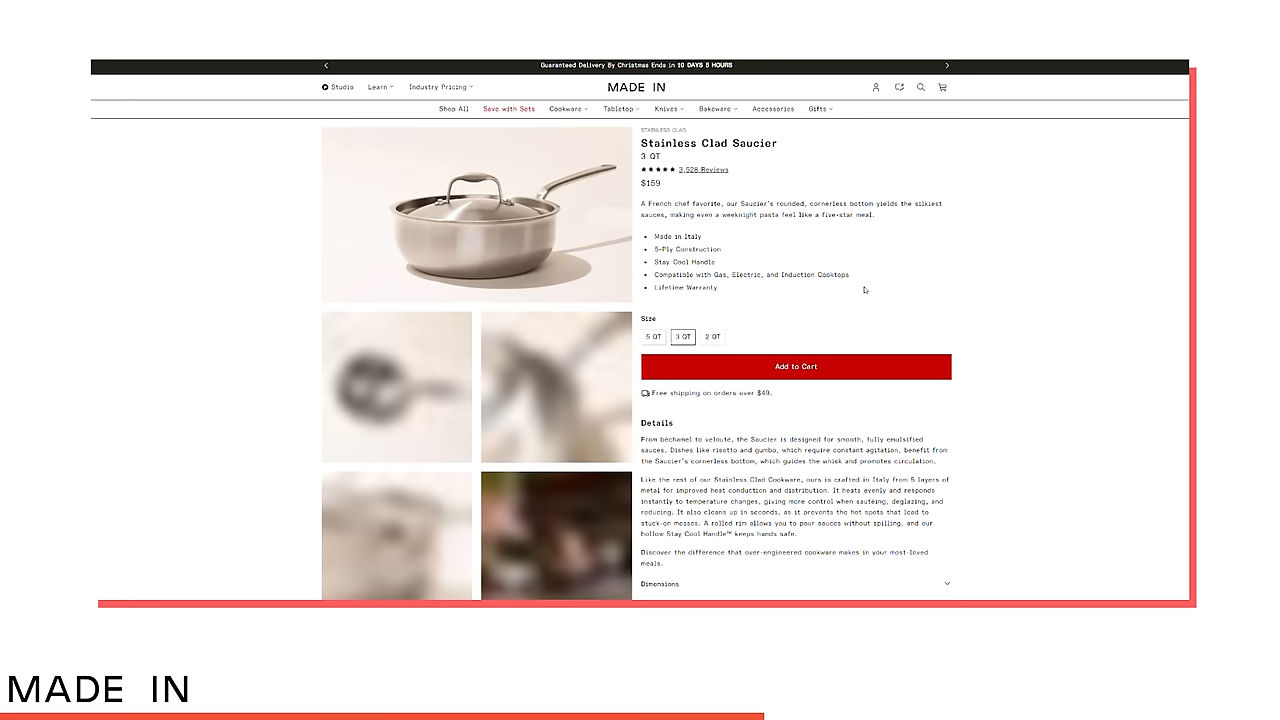 Guaranteed Delivery By Christmas Ends in 10 DAYS 5 HOURS
Studio Learn Industry Pricing
MADE IN
Shop All Save with Sets Cookware Tabletop Knives Bakeware Accessories Gifts
STAINLESS CLAD
Stainless Clad Saucier
3 QT
★★★★★ 3,528 Reviews
$159
A French chef favorite, our Saucier's rounded, cornerless bottom yields the silkiest
sauces, making even a weeknight pasta feel like a five-star meal.
• Made in Italy
• 5-Ply Construction
• Stay Cool Handle
• Compatible with Gas, Electric, and Induction Cooktops
• Lifetime Warranty
Size
5 QT 3 QT 2 QT
Add to Cart
Free shipping on orders over $49.
Details
From béchamel to velouté, the Saucier is designed for smooth, fully emulsified
sauces. Dishes like risotto and gumbo, which require constant agitation, benefit from
the Saucier's cornerless bottom, which guides the whisk and promotes circulation.
Like the rest of our Stainless Clad Cookware, ours is crafted in Italy from 5 layers of
metal for improved heat conduction and distribution. It heats evenly and responds
instantly to temperature changes, giving more control when sautéing, deglazing, and
reducing. It also cleans up in seconds, as it prevents the hot spots that lead to
stuck-on messes. A rolled rim allows you to pour sauces without spilling, and our
hollow Stay Cool Handle™ keeps hands safe.
Discover the difference that over-engineered cookware makes in your most-loved
meals.
Dimensions
MADE IN